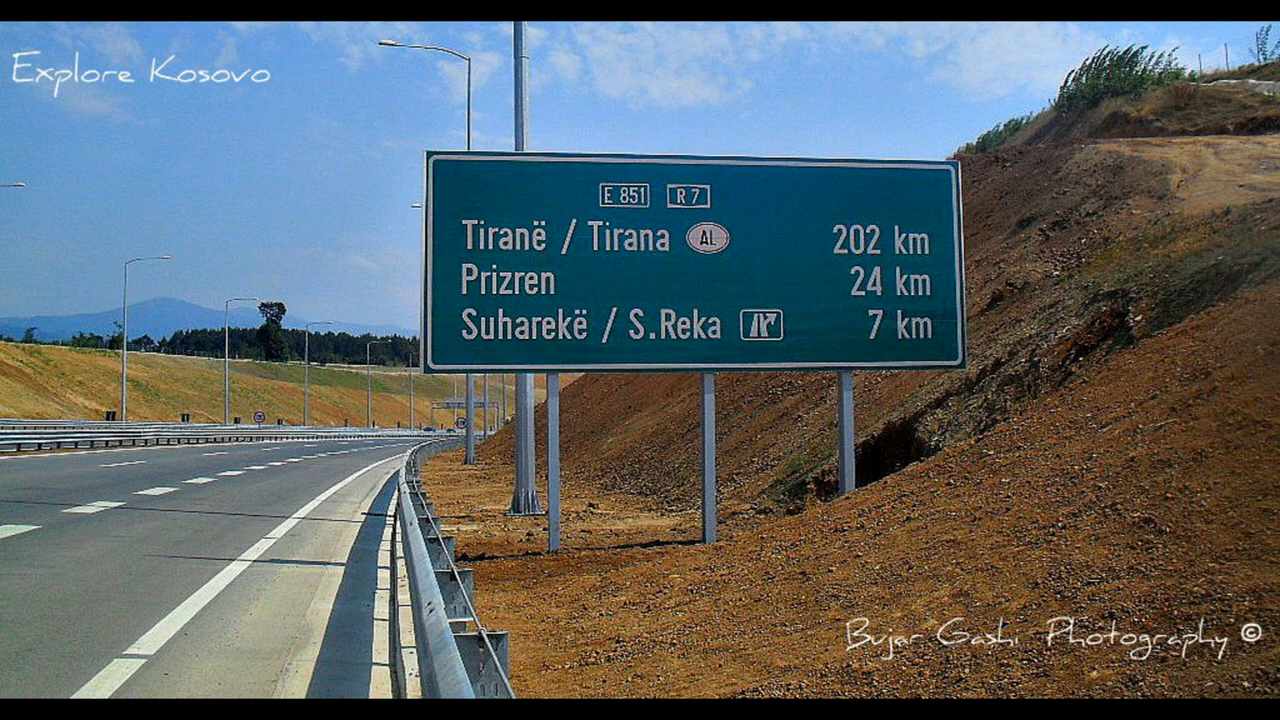 Explore Kosovo
E 851 R 7
Tiranë / Tirana AL 202 km
Prizren 24 km
Suharekë / S.Reka 7 km
Bujar Gashi Photography ©